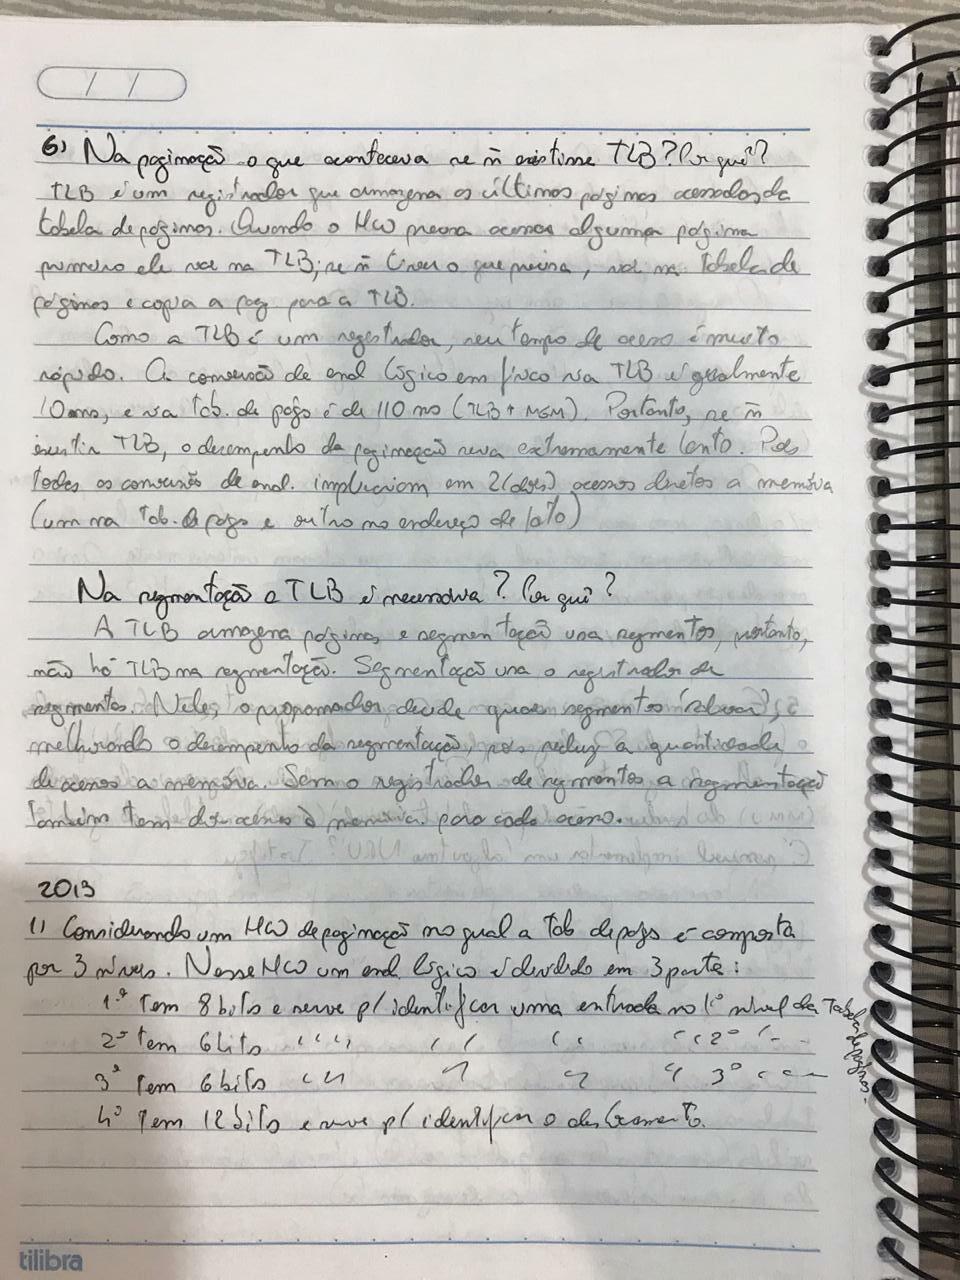 / /
6) Na paginação o que aconteceria se ñ existisse TLB? Por quê?
TLB é um registrador que armazena as últimas páginas acessadas da
tabela de páginas. Quando o HW precisa acessar alguma página
primeiro ele vai na TLB; se ñ tiver o que precisa, vai na Tabela de
páginas e copia a pag para a TLB.
Como a TLB é um registrador, seu tempo de acesso é muito
rápido. A conversão de end lógico em físico via TLB é geralmente
10ns, e via Tab. de pags é de 110 ns (TLB + MEM). Portanto, se ñ
existir TLB, o desempenho da paginação seria extremamente lento. Pois
todas as conversão de end. implicariam em 2 (dois) acessos diretos a memória
(um na Tab. de pags e outro no endereço de fato)
Na segmentação a TLB é necessária? Por quê?
A TLB armazena páginas, e segmentação usa segmentos, portanto,
não há TLB na segmentação. Segmentação usa o registrador de
segmentos. Neles, o programador decide quais segmentos salvar,
melhorando o desempenho da segmentação, pois reduz a quantidade
de acessos a memória. Sem o registrador de segmentos a segmentação
também tem dois acessos à memória para cada acesso.
2013
1) Considerando um HW de paginação no qual a tab de pags é composta
por 3 níveis. Nesse HW um end lógico é dividido em 3 parte:
1ª Tem 8 bits e serve p/ identificar uma entrada no 1º nível da Tabela de páginas.
2ª tem 6 bits " " " " " " 2º " - -
3ª Tem 6 bits " " " " " 3º " - -
4º Tem 12 bits e serve p/ identificar o deslocamento.
tilibra